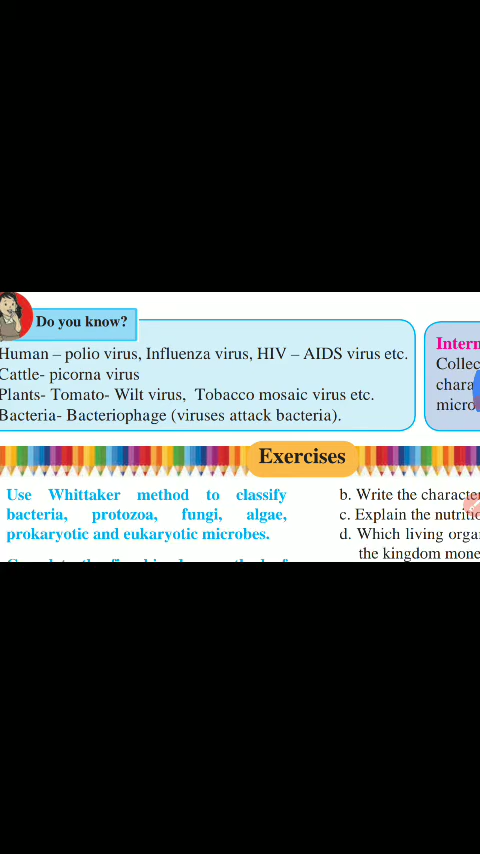 Do you know?
Human – polio virus, Influenza virus, HIV – AIDS virus etc.
Cattle- picorna virus
Plants- Tomato- Wilt virus, Tobacco mosaic virus etc.
Bacteria- Bacteriophage (viruses attack bacteria).
Intern
Collec
chara
micro
Exercises
Use Whittaker method to classify
bacteria, protozoa, fungi, algae,
prokaryotic and eukaryotic microbes.
b. Write the character
c. Explain the nutritio
d. Which living orga
the kingdom mone